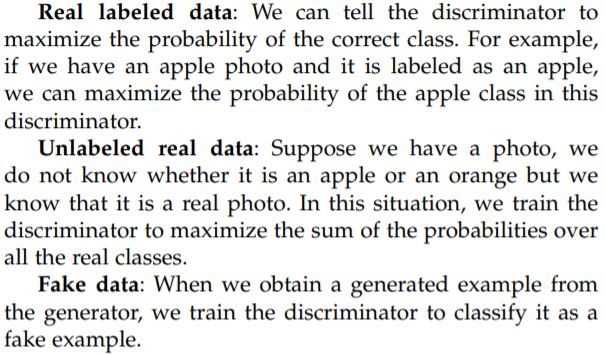 Real labeled data: We can tell the discriminator to
maximize the probability of the correct class. For example,
if we have an apple photo and it is labeled as an apple,
we can maximize the probability of the apple class in this
discriminator.
Unlabeled real data: Suppose we have a photo, we
do not know whether it is an apple or an orange but we
know that it is a real photo. In this situation, we train the
discriminator to maximize the sum of the probabilities over
all the real classes.
Fake data: When we obtain a generated example from
the generator, we train the discriminator to classify it as a
fake example.